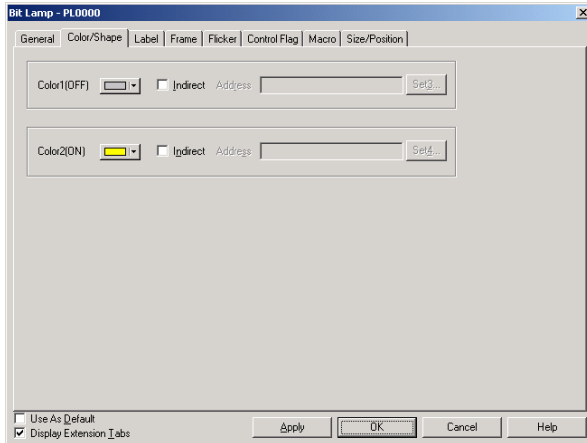 Bit Lamp - PL0000
General Color/Shape Label Frame Flicker Control Flag Macro Size/Position
Color1(OFF) Indirect Address Set3...
Color2(ON) Indirect Address Set4...
Use As Default
Display Extension Tabs
Apply OK Cancel Help